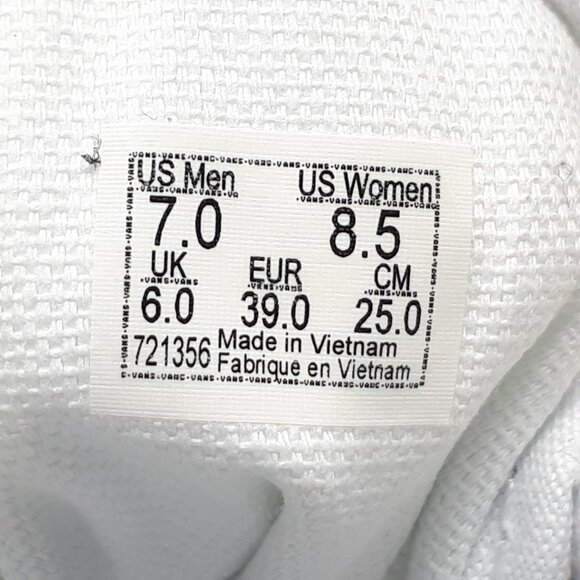 US Men US Women
7.0 8.5
UK EUR CM
6.0 39.0 25.0
721356 Made in Vietnam
Fabriqué en Vietnam